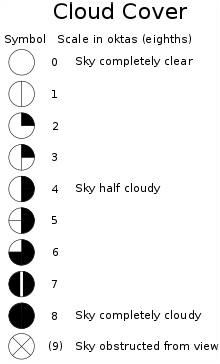 Cloud Cover
Symbol Scale in oktas (eighths)
0 Sky completely clear
1
2
3
4 Sky half cloudy
5
6
7
8 Sky completely cloudy
(9) Sky obstructed from view